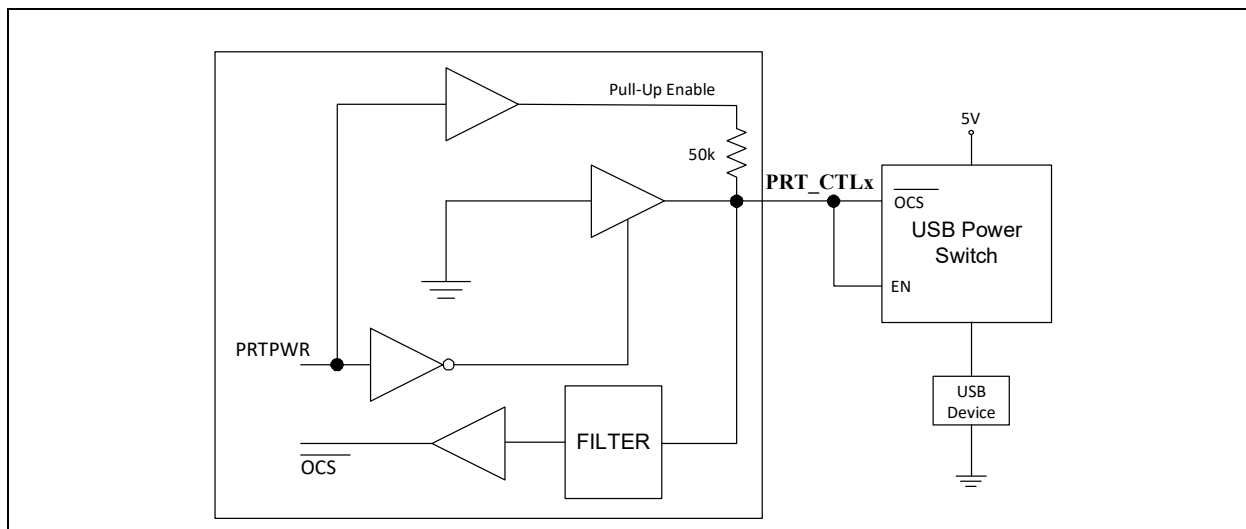 Pull-Up Enable
50k
PRT_CTLx
5V
OCS
USB Power
Switch
EN
PRTPWR
FILTER
OCS
USB
Device